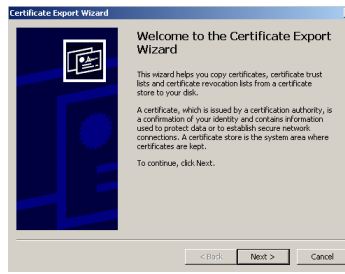 Certificate Export Wizard
Welcome to the Certificate Export
Wizard
This wizard helps you copy certificates, certificate trust
lists and certificate revocation lists from a certificate
store to your disk.
A certificate, which is issued by a certification authority, is
a confirmation of your identity and contains information
used to protect data or to establish secure network
connections. A certificate store is the system area where
certificates are kept.
To continue, click Next.
< Back Next > Cancel